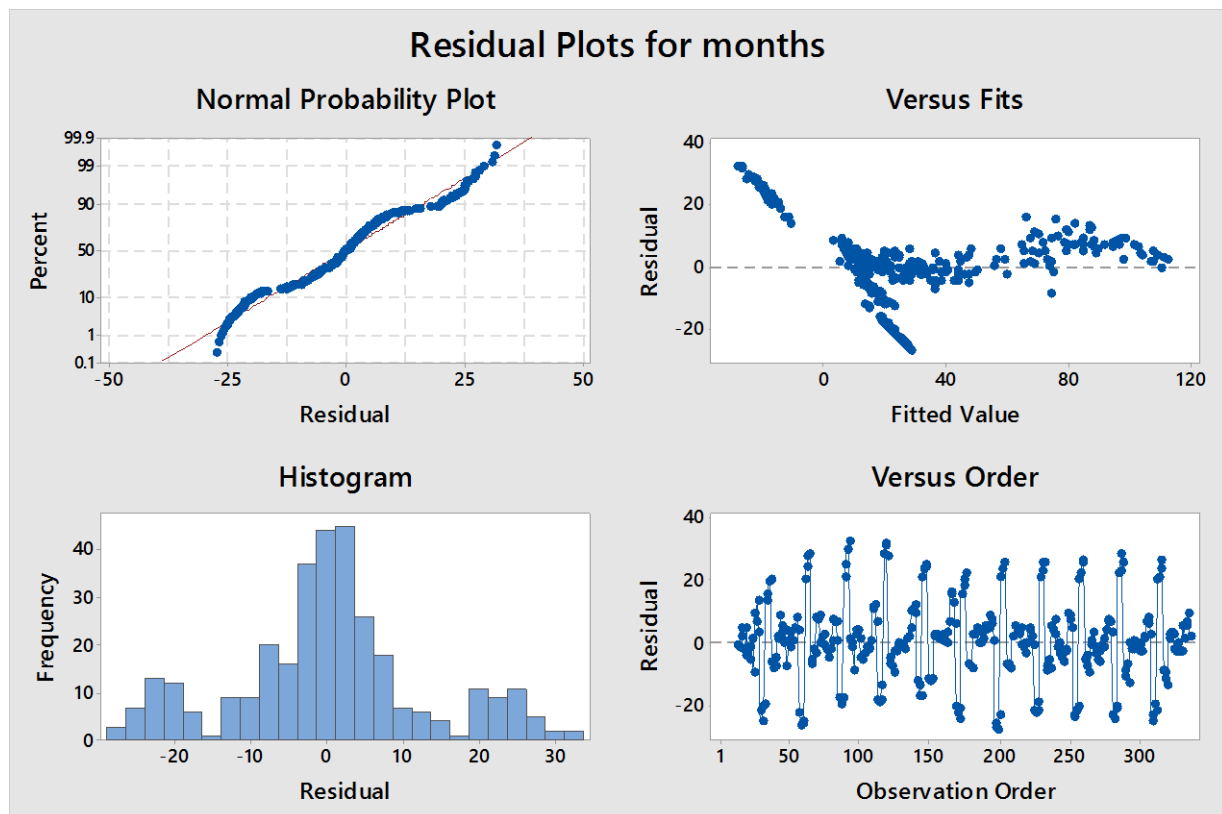 Residual Plots for months
Normal Probability Plot
99.9
99
90
50
10
1
0.1
Percent
-50 -25 0 25 50
Residual
Versus Fits
40
20
0
-20
Residual
0 40 80 120
Fitted Value
Histogram
40
30
20
10
0
Frequency
-20 -10 0 10 20 30
Residual
Versus Order
40
20
0
-20
Residual
1 50 100 150 200 250 300
Observation Order